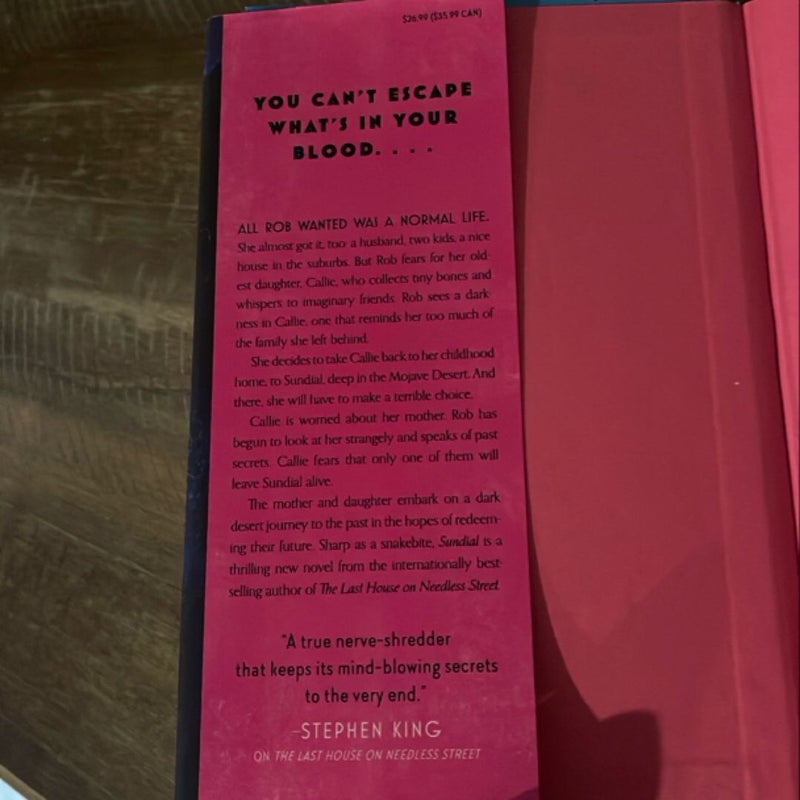 $26.99 ($35.99 CAN)
YOU CAN'T ESCAPE
WHAT'S IN YOUR
BLOOD. . . .
ALL ROB WANTED WAS A NORMAL LIFE.
She almost got it, too: a husband, two kids, a nice
house in the suburbs. But Rob fears for her old-
est daughter, Callie, who collects tiny bones and
whispers to imaginary friends. Rob sees a dark-
ness in Callie, one that reminds her too much of
the family she left behind.
She decides to take Callie back to her childhood
home, to Sundial, deep in the Mojave Desert. And
there, she will have to make a terrible choice.
Callie is worried about her mother. Rob has
begun to look at her strangely and speaks of past
secrets. Callie fears that only one of them will
leave Sundial alive.
The mother and daughter embark on a dark
desert journey to the past in the hopes of redeem-
ing their future. Sharp as a snakebite, Sundial is a
thrilling new novel from the internationally best-
selling author of The Last House on Needless Street.
"A true nerve-shredder
that keeps its mind-blowing secrets
to the very end."
—STEPHEN KING
ON THE LAST HOUSE ON NEEDLESS STREET